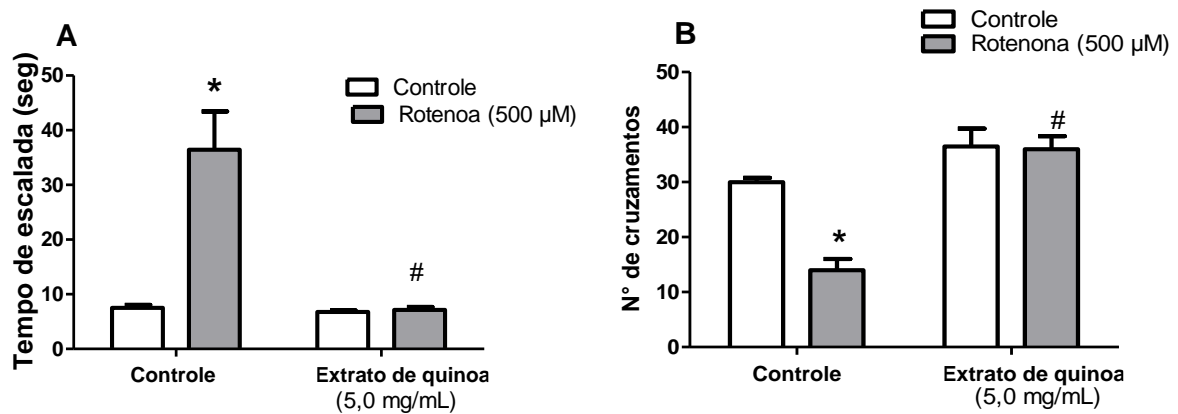 A
Controle
Rotenoa (500 µM)
Tempo de escalada (seg)
50
40
30
20
10
0
*
#
Controle
Extrato de quinoa
(5,0 mg/mL)
B
Controle
Rotenona (500 µM)
N° de cruzamentos
50
40
30
20
10
0
*
#
Controle
Extrato de quinoa
(5,0 mg/mL)